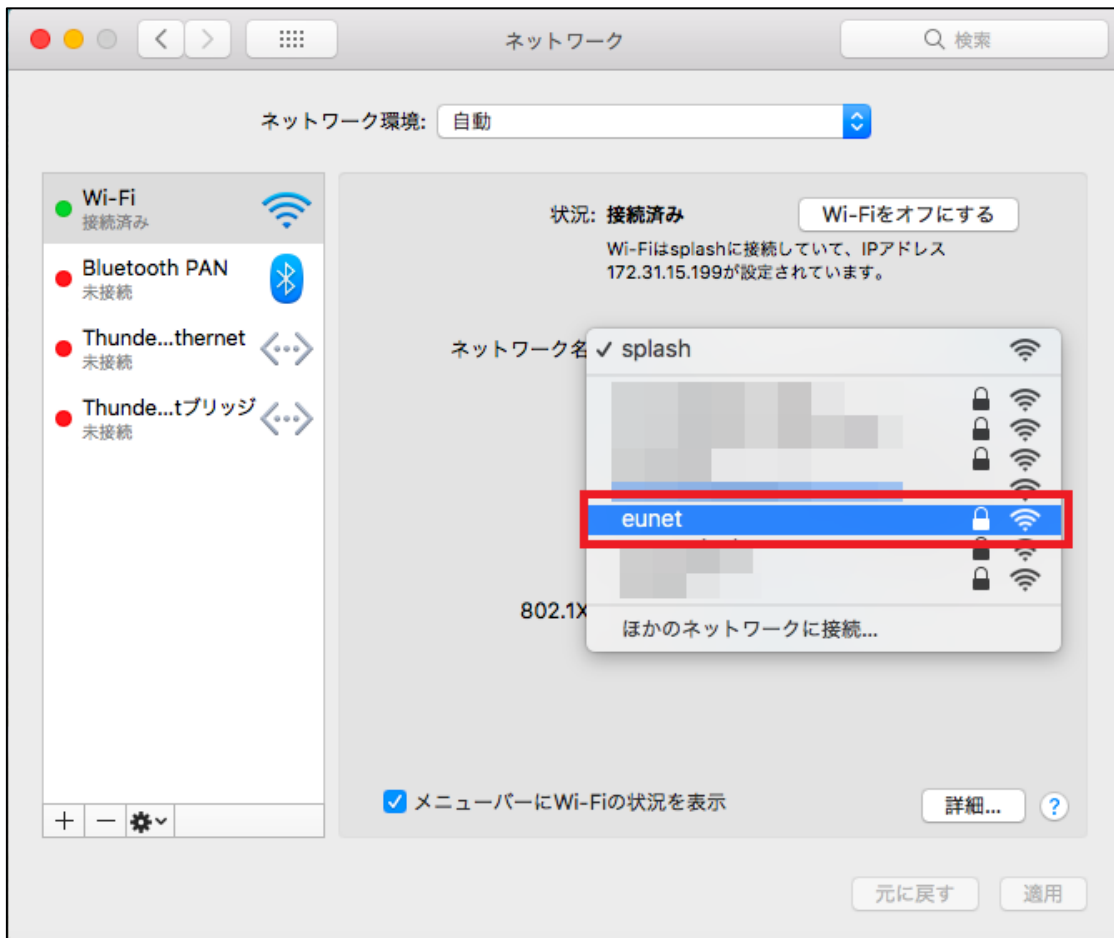 ネットワーク
検索
ネットワーク環境: 自動
Wi-Fi
接続済み
Bluetooth PAN
未接続
Thunde...thernet
未接続
Thunde...tブリッジ
未接続
状況: 接続済み
Wi-Fiをオフにする
Wi-Fiはsplashに接続していて、IPアドレス
172.31.15.199が設定されています。
ネットワーク名
✓ splash
eunet
802.1X
ほかのネットワークに接続...
メニューバーにWi-Fiの状況を表示
詳細...
?
元に戻す
適用